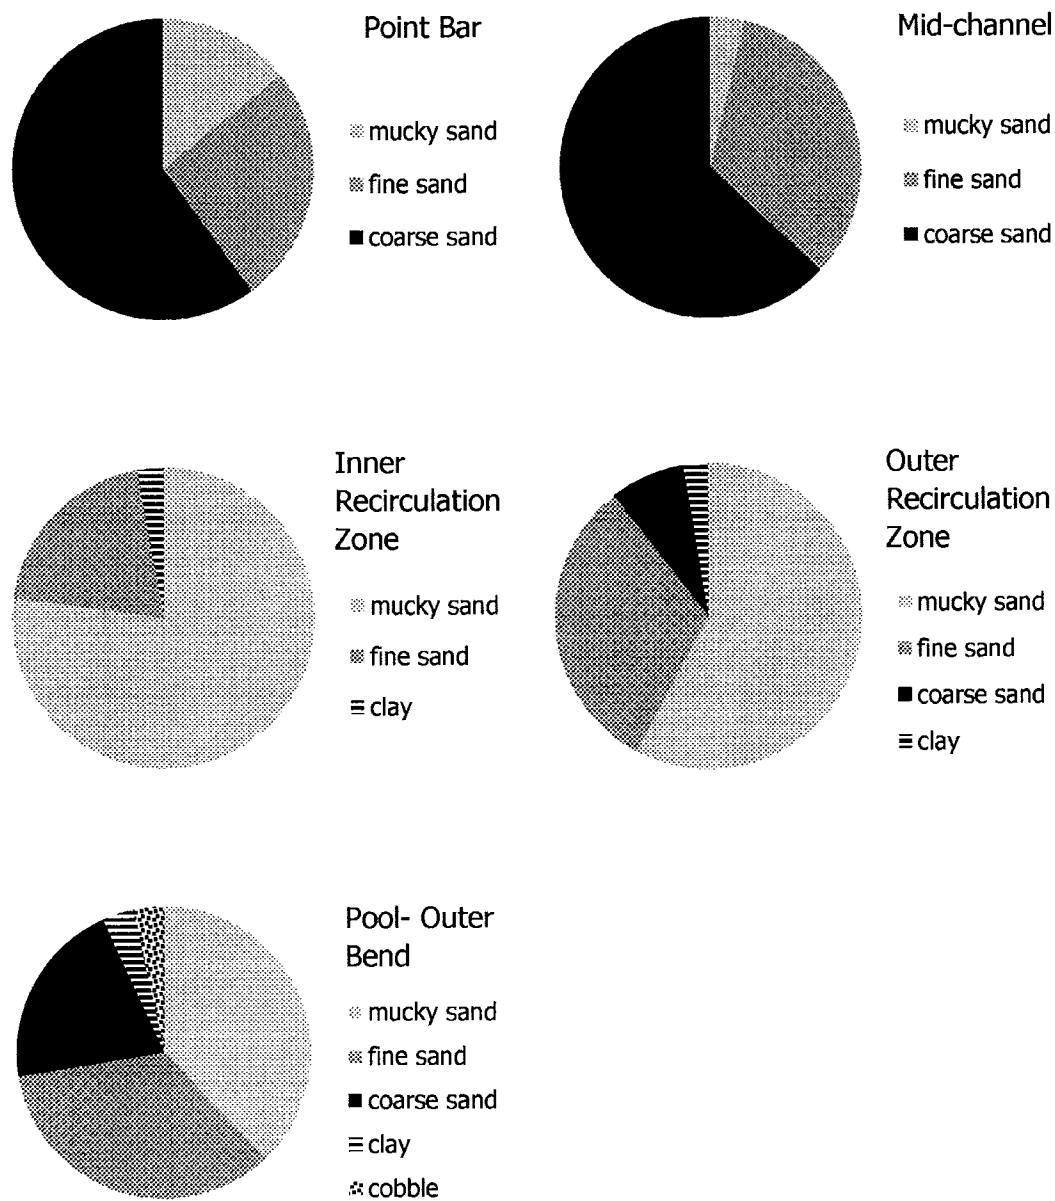 Point Bar
mucky sand
fine sand
coarse sand
Mid-channel
mucky sand
fine sand
coarse sand
Inner
Recirculation
Zone
mucky sand
fine sand
clay
Outer
Recirculation
Zone
mucky sand
fine sand
coarse sand
clay
Pool- Outer
Bend
mucky sand
fine sand
coarse sand
clay
cobble